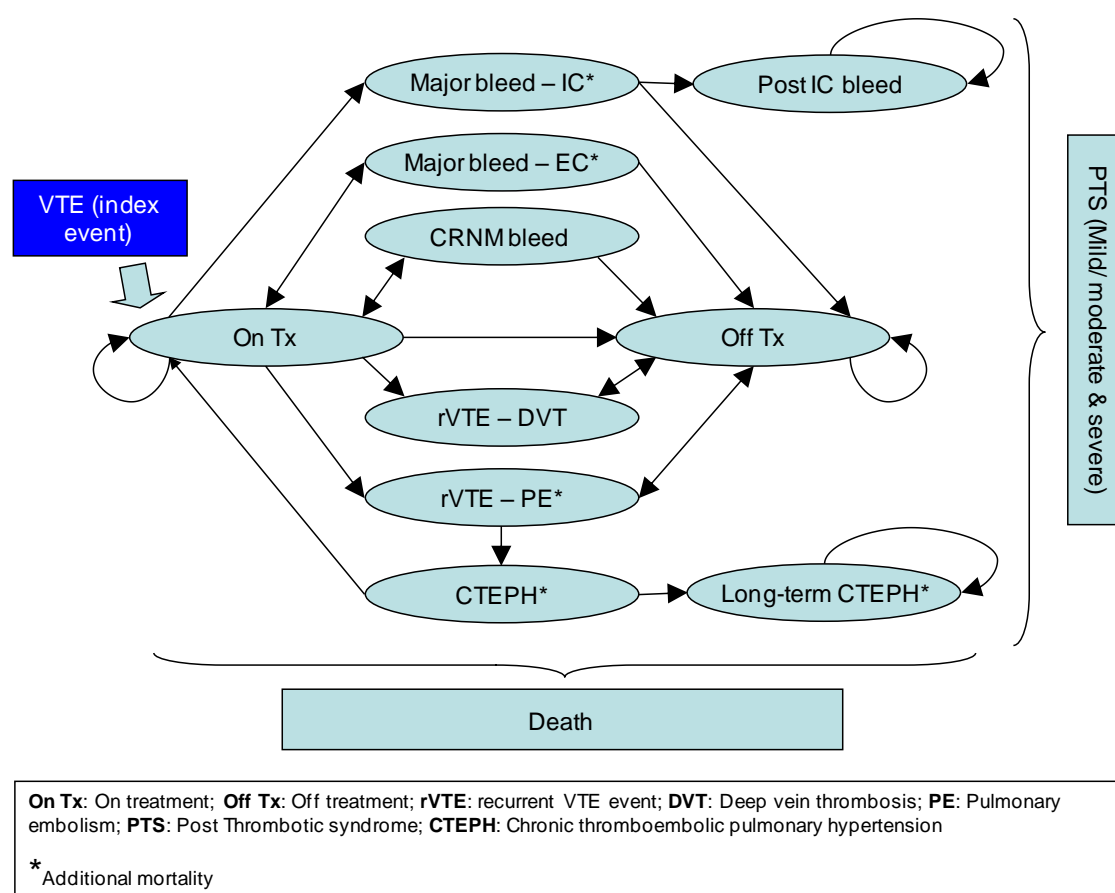 Major bleed – IC*
Post IC bleed
Major bleed – EC*
VTE (index
event)
CRNM bleed
On Tx
Off Tx
rVTE – DVT
rVTE – PE*
CTEPH*
Long-term CTEPH*
PTS (Mild/ moderate & severe)
Death
On Tx: On treatment; Off Tx: Off treatment; rVTE: recurrent VTE event; DVT: Deep vein thrombosis; PE: Pulmonary
embolism; PTS: Post Thrombotic syndrome; CTEPH: Chronic thromboembolic pulmonary hypertension
*Additional mortality